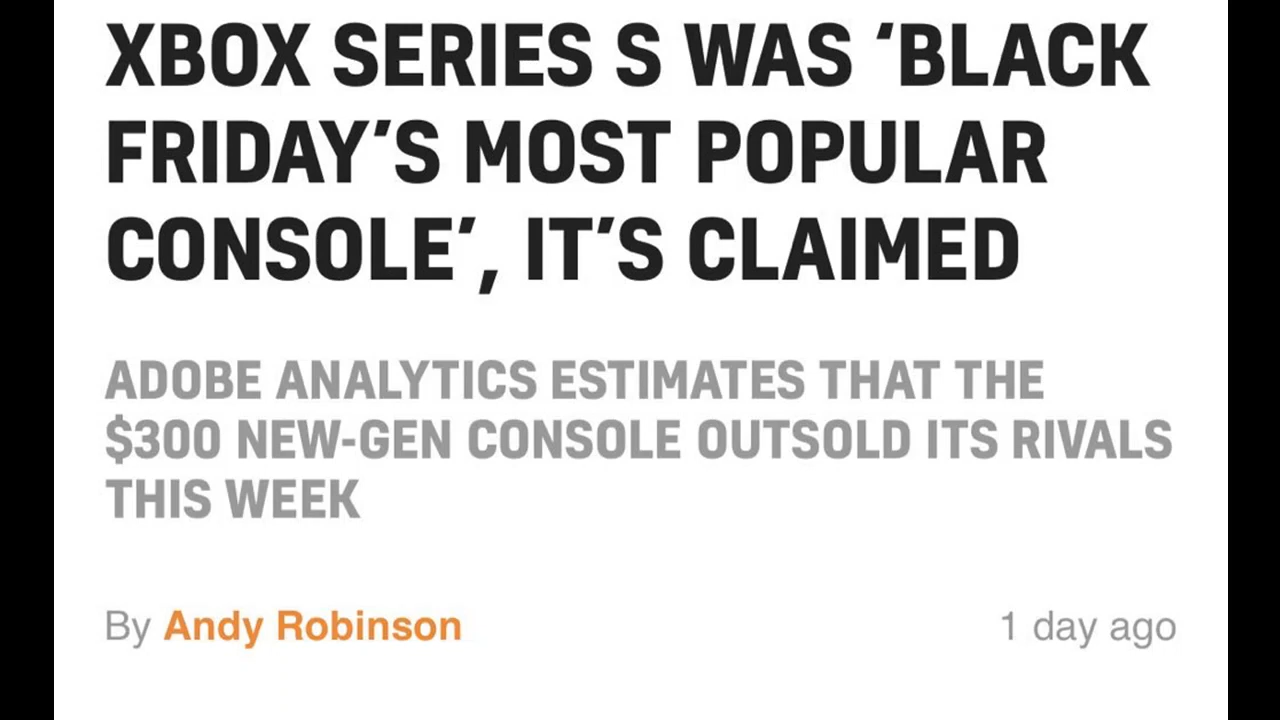 XBOX SERIES S WAS ‘BLACK
FRIDAY’S MOST POPULAR
CONSOLE’, IT’S CLAIMED
ADOBE ANALYTICS ESTIMATES THAT THE
$300 NEW-GEN CONSOLE OUTSOLD ITS RIVALS
THIS WEEK
By Andy Robinson 1 day ago